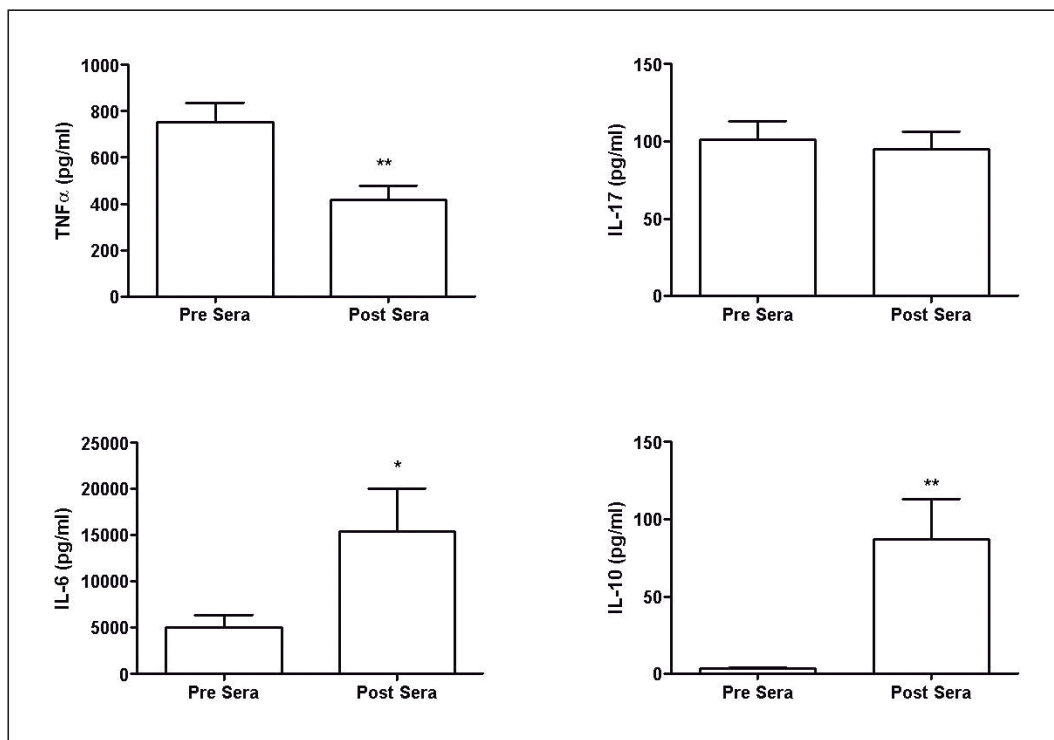 TNFα (pg/ml)
1000
800
600
400
200
0
**
Pre Sera Post Sera
IL-17 (pg/ml)
150
100
50
0
Pre Sera Post Sera
IL-6 (pg/ml)
25000
20000
15000
10000
5000
0
*
Pre Sera Post Sera
IL-10 (pg/ml)
150
100
50
0
**
Pre Sera Post Sera